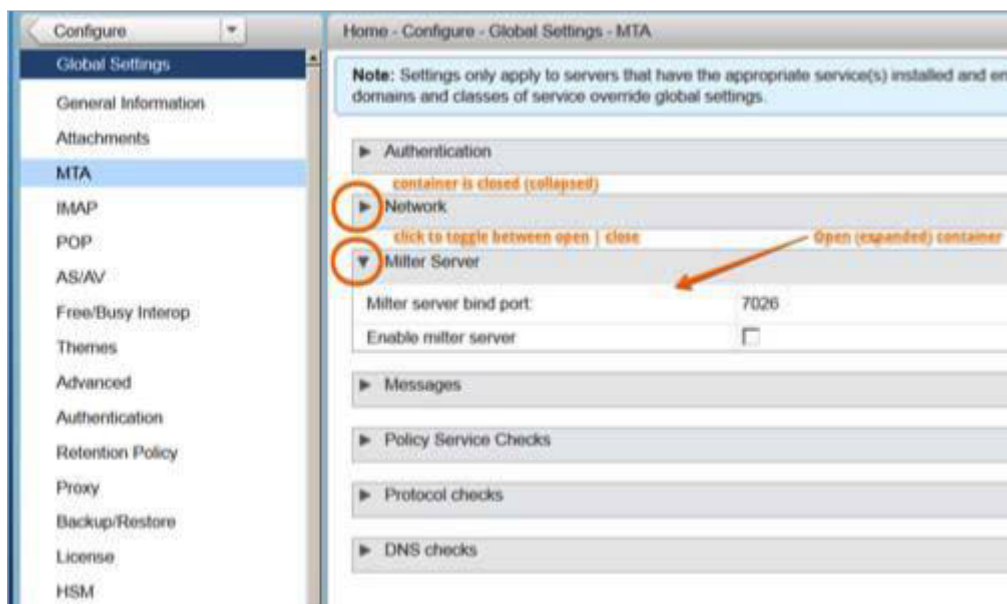 Configure
Global Settings
General Information
Attachments
MTA
IMAP
POP
AS/AV
Free/Busy Interop
Themes
Advanced
Authentication
Retention Policy
Proxy
Backup/Restore
License
HSM
Home - Configure - Global Settings - MTA
Note: Settings only apply to servers that have the appropriate service(s) installed and
domains and classes of service override global settings.
Authentication
container is closed (collapsed)
Network
click to toggle between open | close
Open (expanded) container
Milter Server
Milter server bind port: 7026
Enable milter server
Messages
Policy Service Checks
Protocol checks
DNS checks